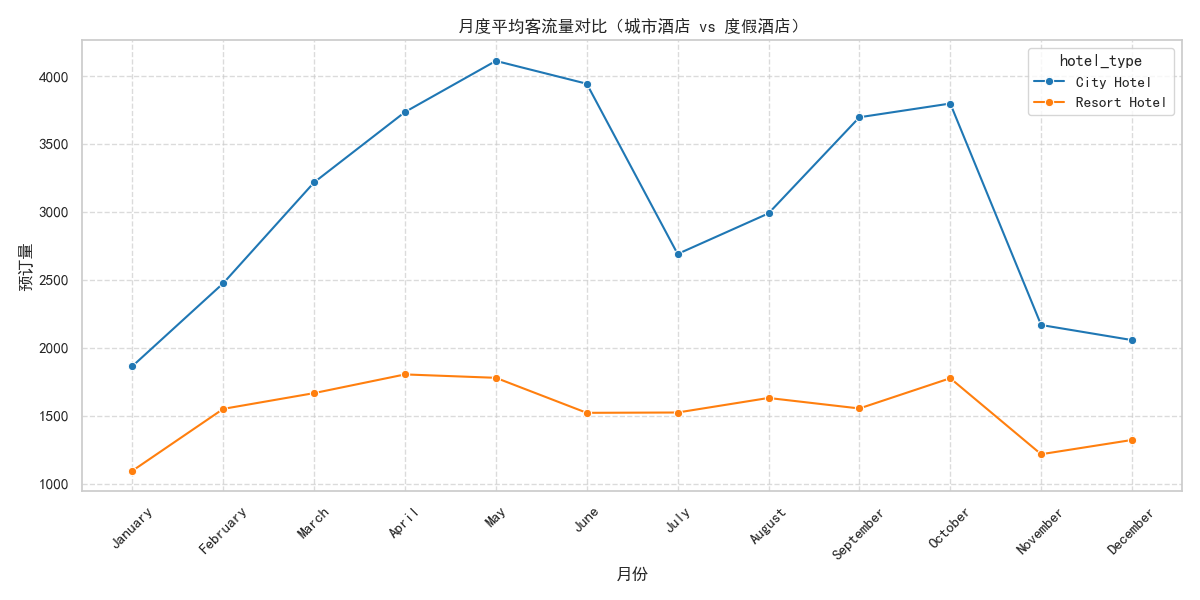 月度平均客流量对比（城市酒店 vs 度假酒店）
hotel_type
City Hotel
Resort Hotel
预订量
4000
3500
3000
2500
2000
1500
1000
January
February
March
April
May
June
July
August
September
October
November
December
月份